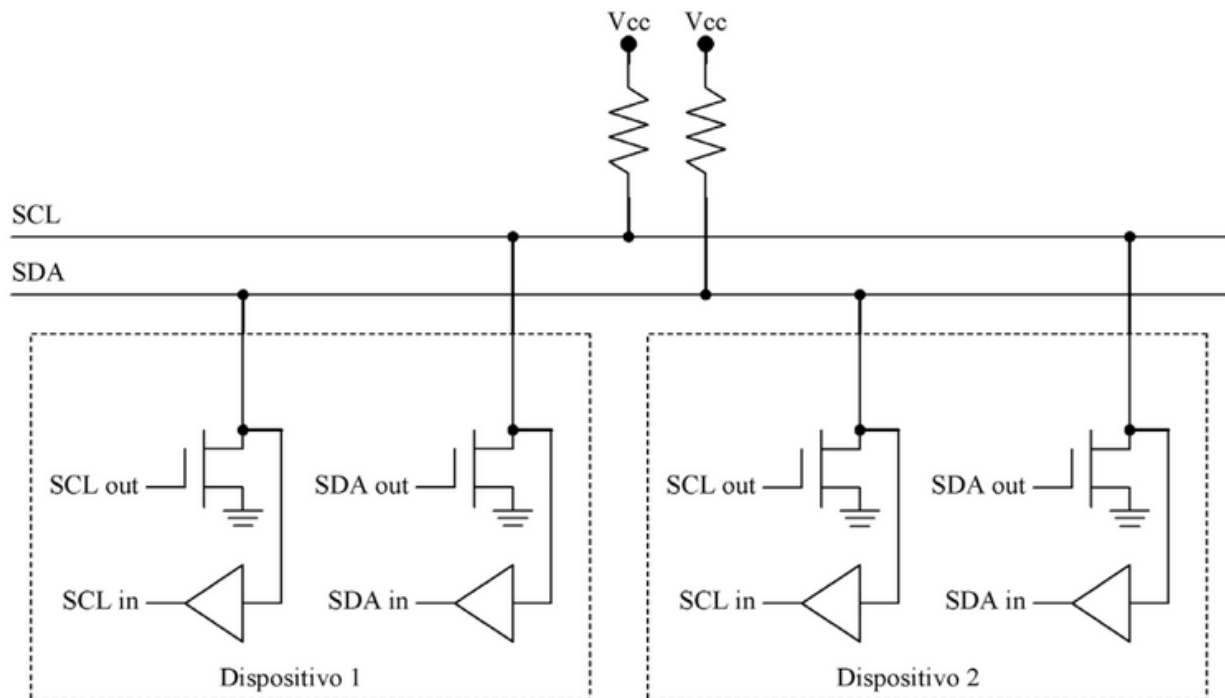 Vcc Vcc
SCL
SDA
SCL out SDA out SCL out SDA out
SCL in SDA in SCL in SDA in
Dispositivo 1 Dispositivo 2